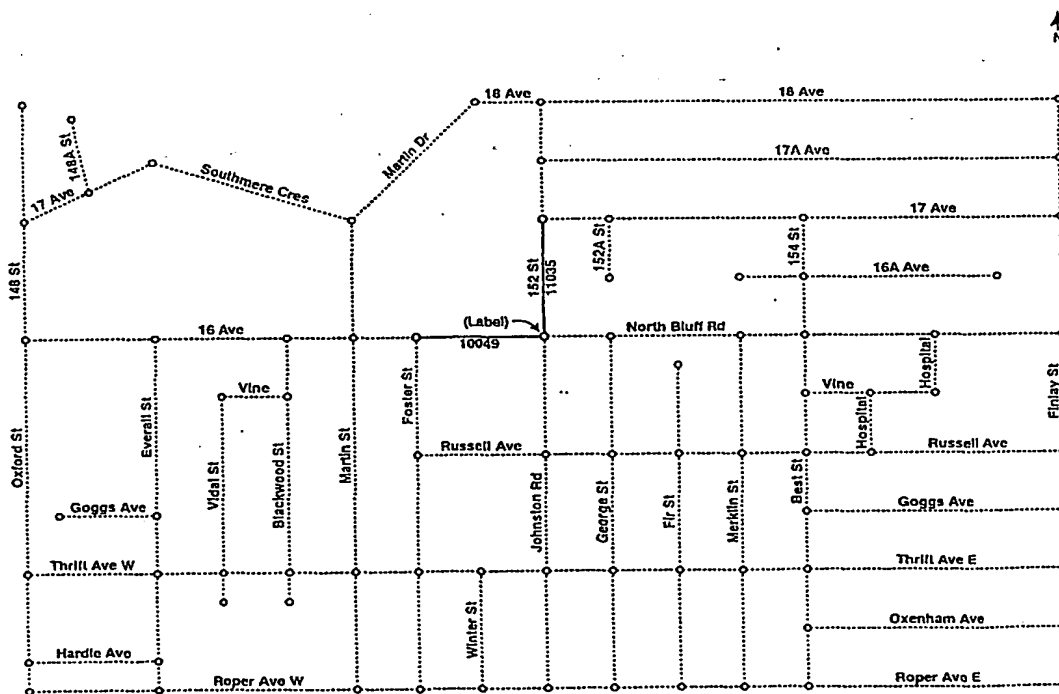 N
18 Ave
18 Ave
148A St
17A Ave
Southmere Cres
Martin Dr
17 Ave
17 Ave
148 St
152 St
11035
152A St
154 St
16A Ave
16 Ave
(Label)
10049
North Bluff Rd
Vine
Vine
Hospital
Hospital
Finlay St
Oxford St
Everall St
Vidal St
Blackwood St
Martin St
Foster St
Russell Ave
Russell Ave
Johnston Rd
George St
Fir St
Merklin St
Best St
Goggs Ave
Goggs Ave
Thrift Ave W
Thrift Ave E
Winter St
Oxenham Ave
Hardie Ave
Roper Ave W
Roper Ave E